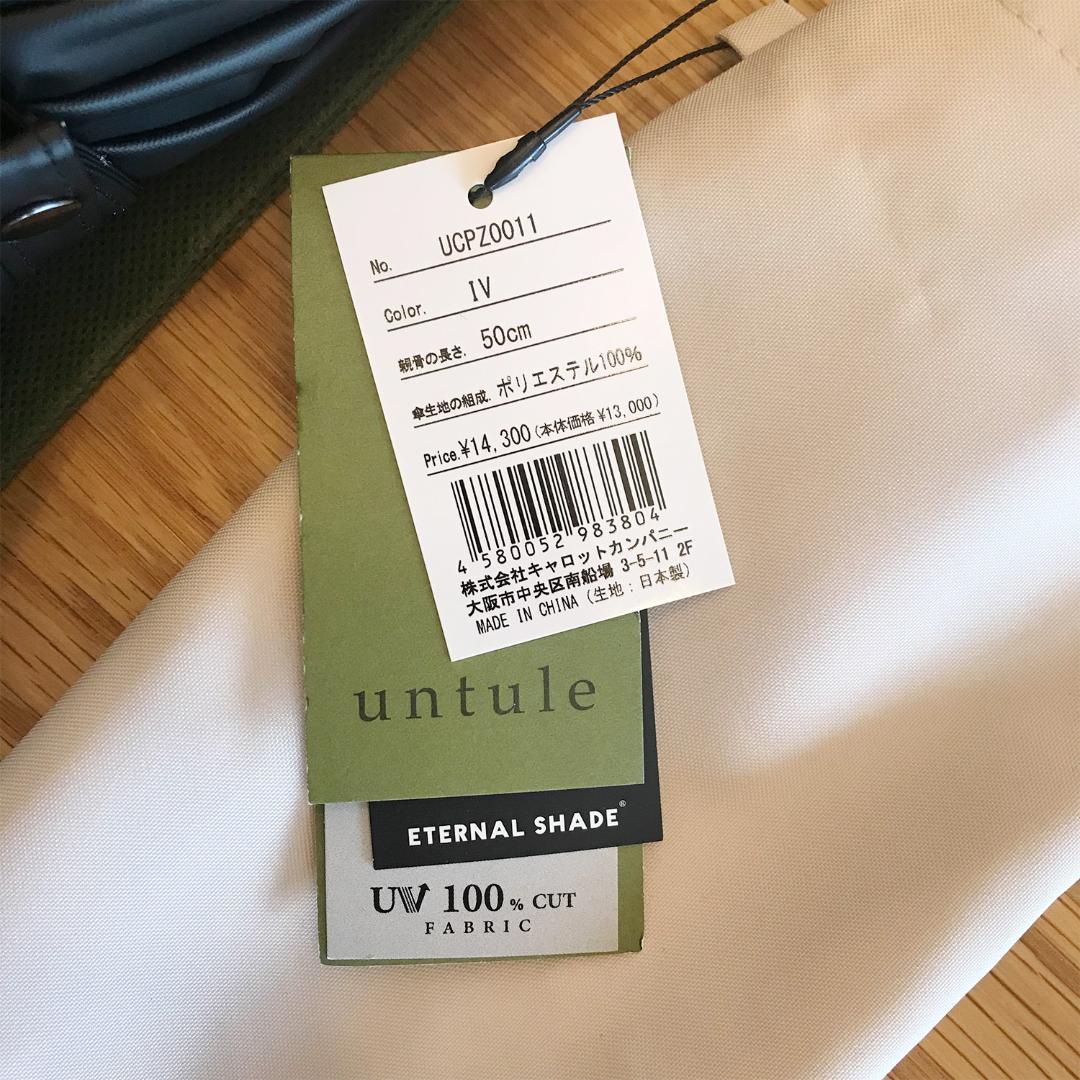 No. UCPZ0011
Color. IV
親骨の長さ. 50cm
傘生地の組成. ポリエステル100%
Price.¥14,300(本体価格 ¥13,000)
4 580052 983804
株式会社キャロットカンパニー
大阪市中央区南船場 3-5-11 2F
MADE IN CHINA (生地:日本製)
untule
ETERNAL SHADE®
UV 100% CUT
FABRIC